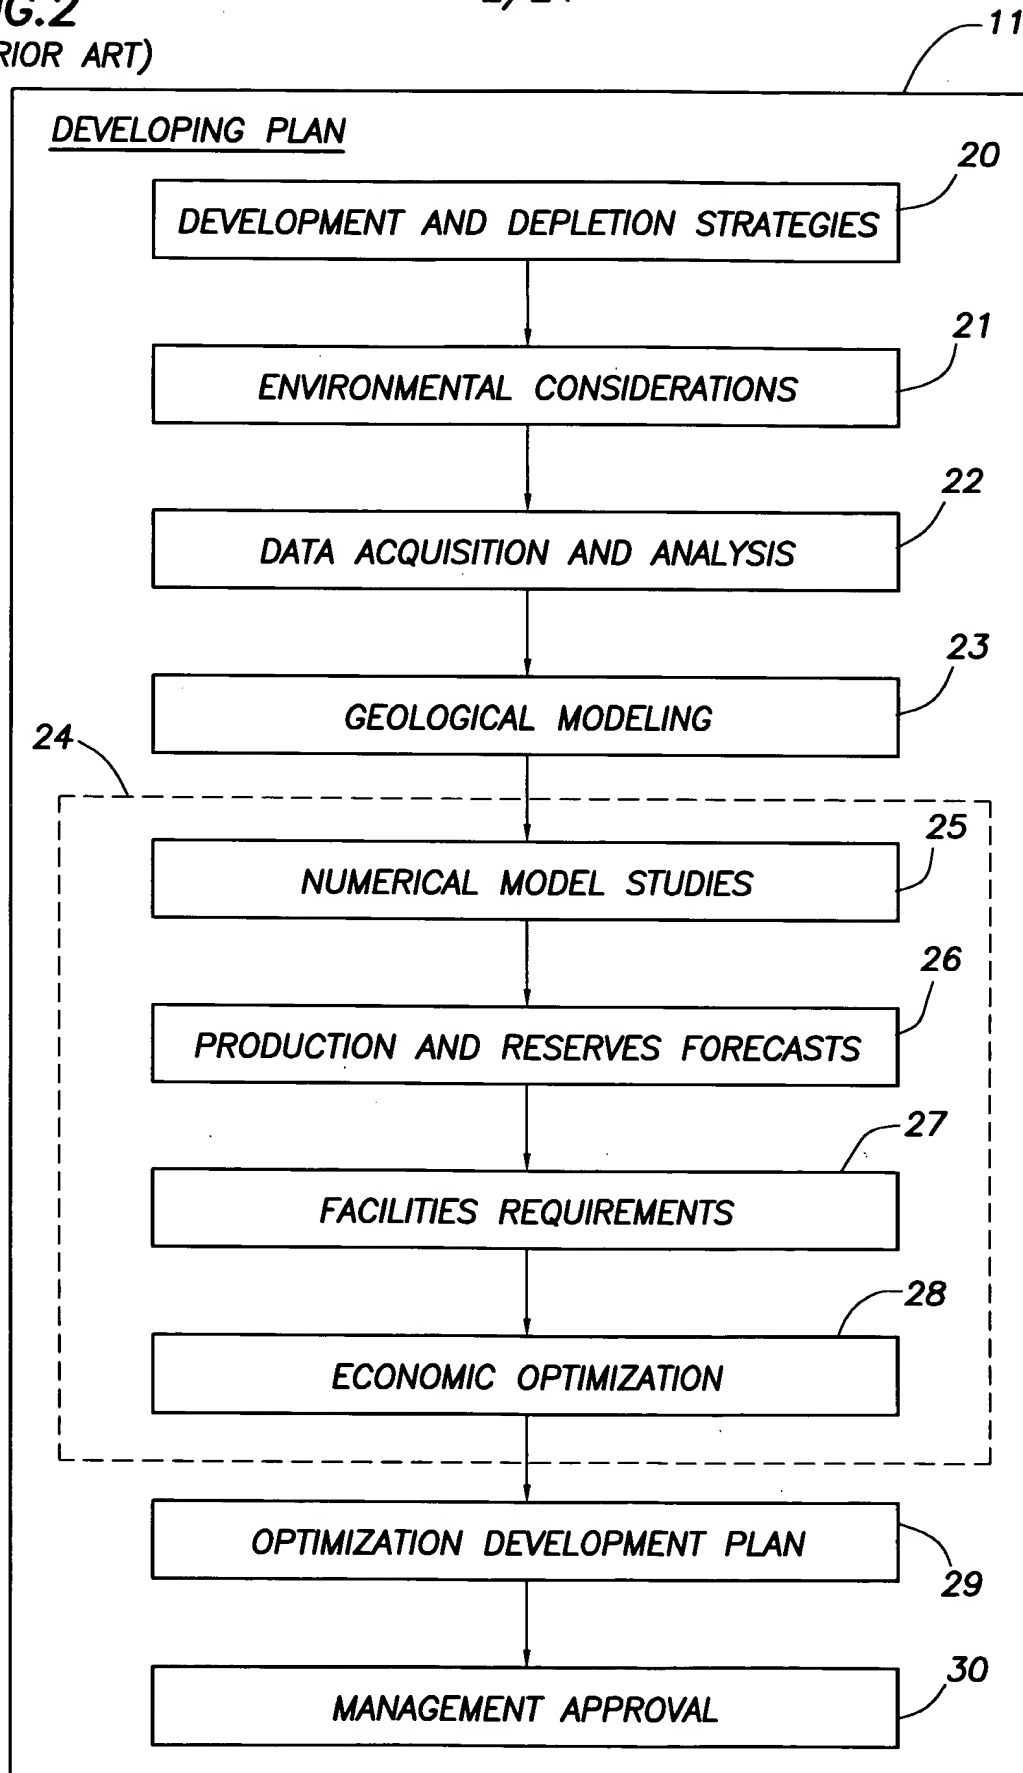 FIG.2
(PRIOR ART)
11
DEVELOPING PLAN
20
DEVELOPMENT AND DEPLETION STRATEGIES
21
ENVIRONMENTAL CONSIDERATIONS
22
DATA ACQUISITION AND ANALYSIS
23
GEOLOGICAL MODELING
24
25
NUMERICAL MODEL STUDIES
26
PRODUCTION AND RESERVES FORECASTS
27
FACILITIES REQUIREMENTS
28
ECONOMIC OPTIMIZATION
OPTIMIZATION DEVELOPMENT PLAN
29
30
MANAGEMENT APPROVAL